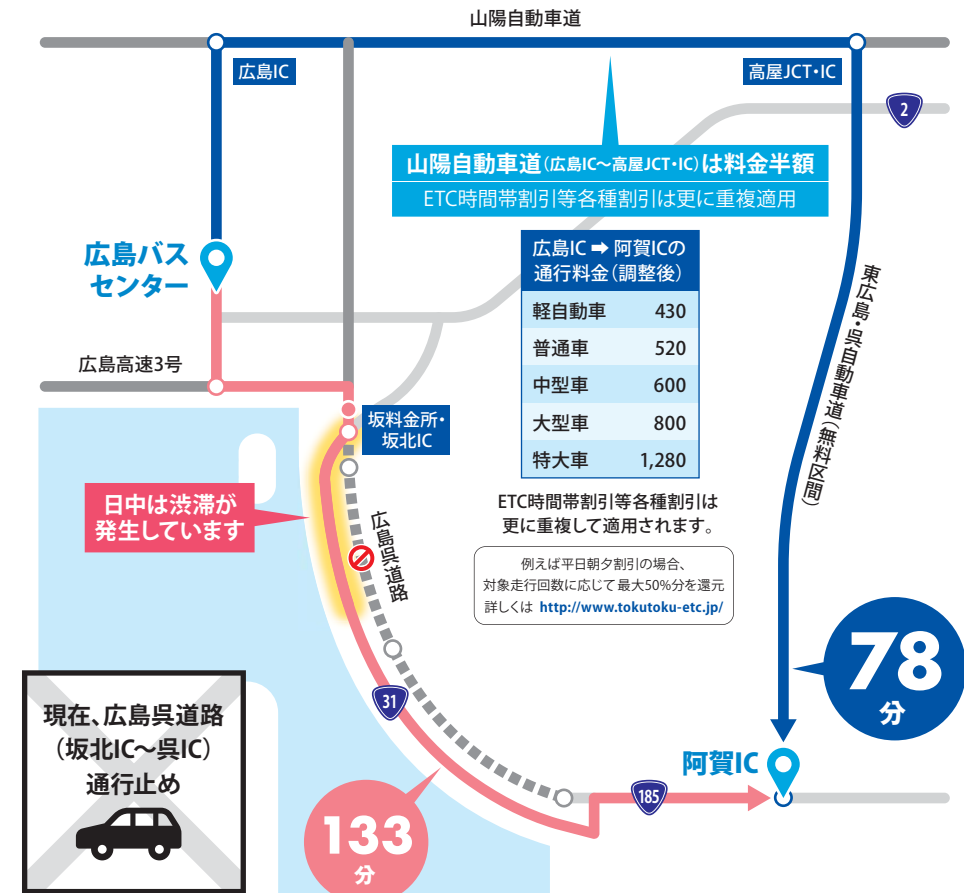 山陽自動車道
広島IC
高屋JCT・IC
2
山陽自動車道(広島IC〜高屋JCT・IC)は料金半額
ETC時間帯割引等各種割引は更に重複適用
広島バス
センター
広島IC ➡ 阿賀ICの
通行料金(調整後)
軽自動車 430
普通車 520
中型車 600
大型車 800
特大車 1,280
東広島・呉自動車道(無料区間)
広島高速3号
坂料金所・
坂北IC
日中は渋滞が
発生しています
広島呉道路
ETC時間帯割引等各種割引は
更に重複して適用されます。
例えば平日朝夕割引の場合、
対象走行回数に応じて最大50%分を還元
詳しくは http://www.tokutoku-etc.jp/
78
分
現在、広島呉道路
(坂北IC〜呉IC)
通行止め
31
阿賀IC
185
133
分